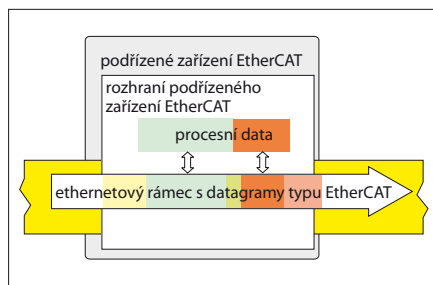 podřízené zařízení EtherCAT
rozhraní podřízeného
zařízení EtherCAT
procesní data
ethernetový rámec s datagramy typu EtherCAT